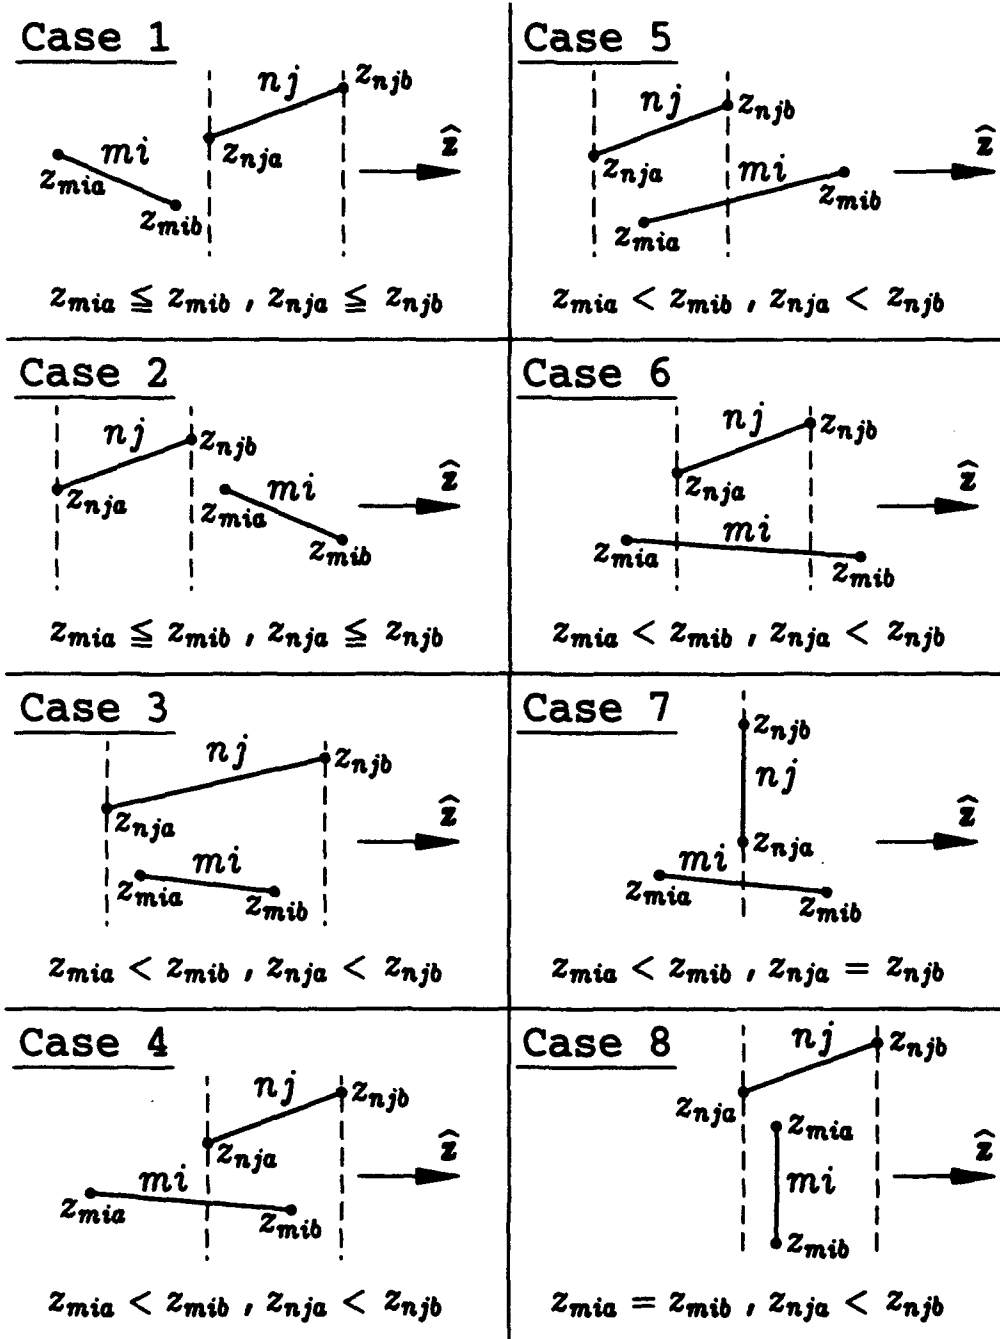 Case 1
nj
z_njb
mi
z_nja
ẑ
z_mia
z_mib
z_mia ≦ z_mib , z_nja ≦ z_njb
Case 2
nj
z_njb
mi
ẑ
z_nja
z_mia
z_mib
z_mia ≦ z_mib , z_nja ≦ z_njb
Case 3
nj
z_njb
z_nja
ẑ
mi
z_mia
z_mib
z_mia < z_mib , z_nja < z_njb
Case 4
nj
z_njb
z_nja
ẑ
mi
z_mia
z_mib
z_mia < z_mib , z_nja < z_njb
Case 5
nj
z_njb
ẑ
z_nja
mi
z_mib
z_mia
z_mia < z_mib , z_nja < z_njb
Case 6
nj
z_njb
ẑ
z_nja
mi
z_mia
z_mib
z_mia < z_mib , z_nja < z_njb
Case 7
z_njb
nj
ẑ
z_nja
mi
z_mia
z_mib
z_mia < z_mib , z_nja = z_njb
Case 8
nj
z_njb
z_nja
z_mia
ẑ
mi
z_mib
z_mia = z_mib , z_nja < z_njb